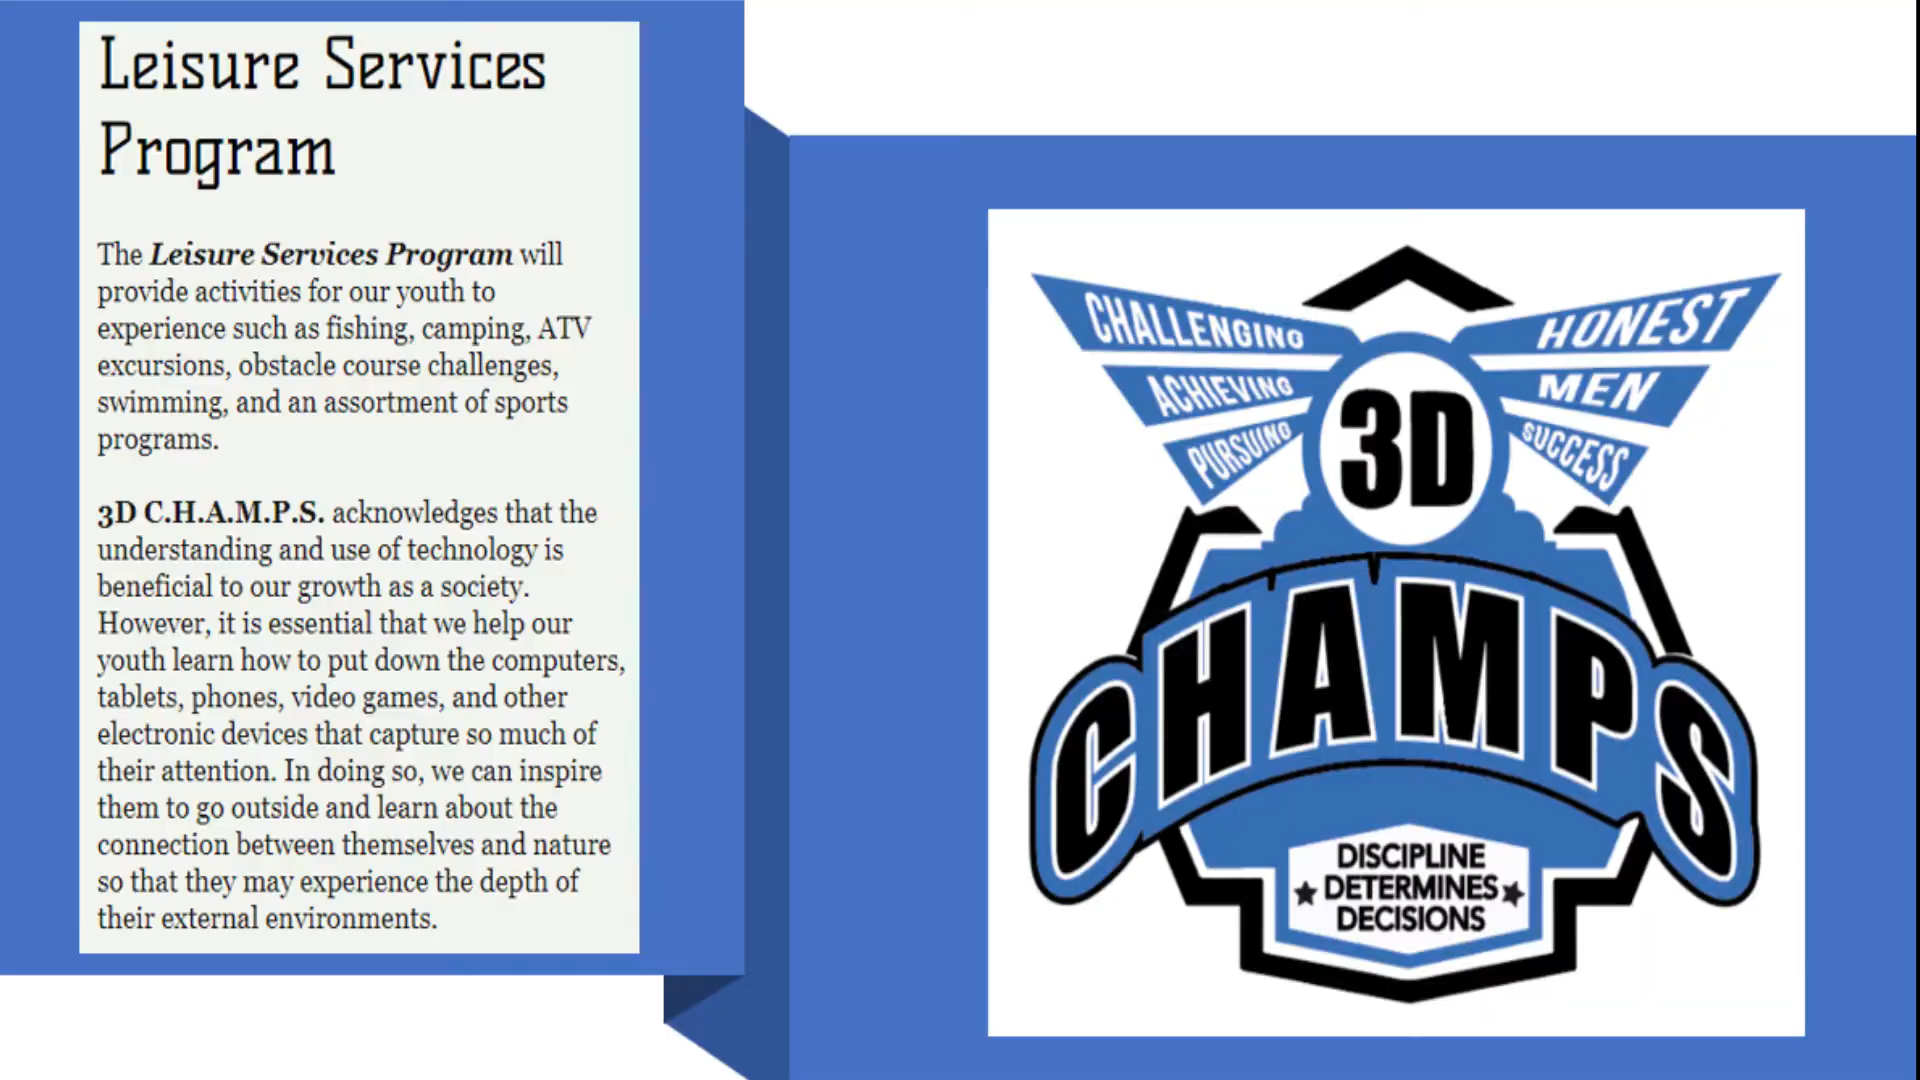 Leisure Services
Program
The Leisure Services Program will
provide activities for our youth to
experience such as fishing, camping, ATV
excursions, obstacle course challenges,
swimming, and an assortment of sports
programs.
3D C.H.A.M.P.S. acknowledges that the
understanding and use of technology is
beneficial to our growth as a society.
However, it is essential that we help our
youth learn how to put down the computers,
tablets, phones, video games, and other
electronic devices that capture so much of
their attention. In doing so, we can inspire
them to go outside and learn about the
connection between themselves and nature
so that they may experience the depth of
their external environments.
CHALLENGING
HONEST
ACHIEVING
MEN
PURSUING
SUCCESS
3D
CHAMPS
DISCIPLINE
DETERMINES
DECISIONS